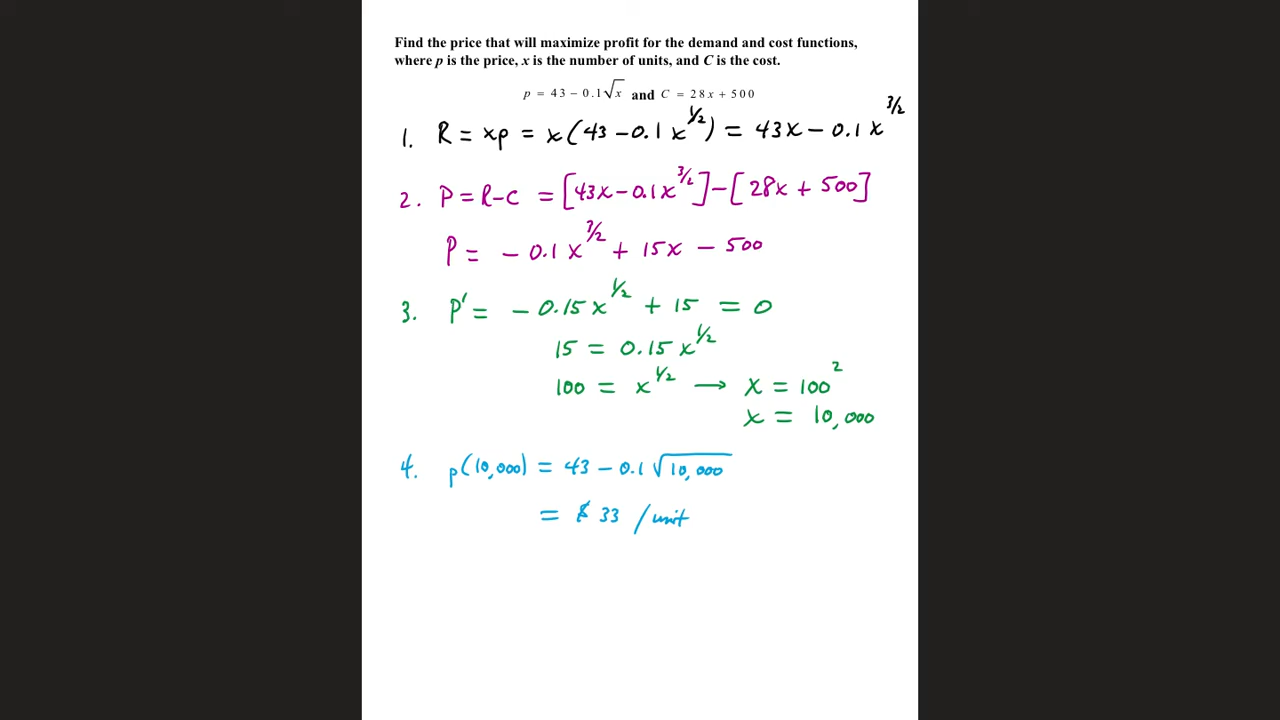 Find the price that will maximize profit for the demand and cost functions,
where p is the price, x is the number of units, and C is the cost.
p = 43 − 0.1√x and C = 28x + 500
1. R = xp = x(43 − 0.1x^(1/2)) = 43x − 0.1x^(3/2)
2. P = R−C = [43x − 0.1x^(3/2)] − [28x + 500]
P = − 0.1x^(3/2) + 15x − 500
3. P' = − 0.15x^(1/2) + 15 = 0
15 = 0.15x^(1/2)
100 = x^(1/2) → x = 100²
x = 10,000
4. p(10,000) = 43 − 0.1√10,000
= $33 /unit